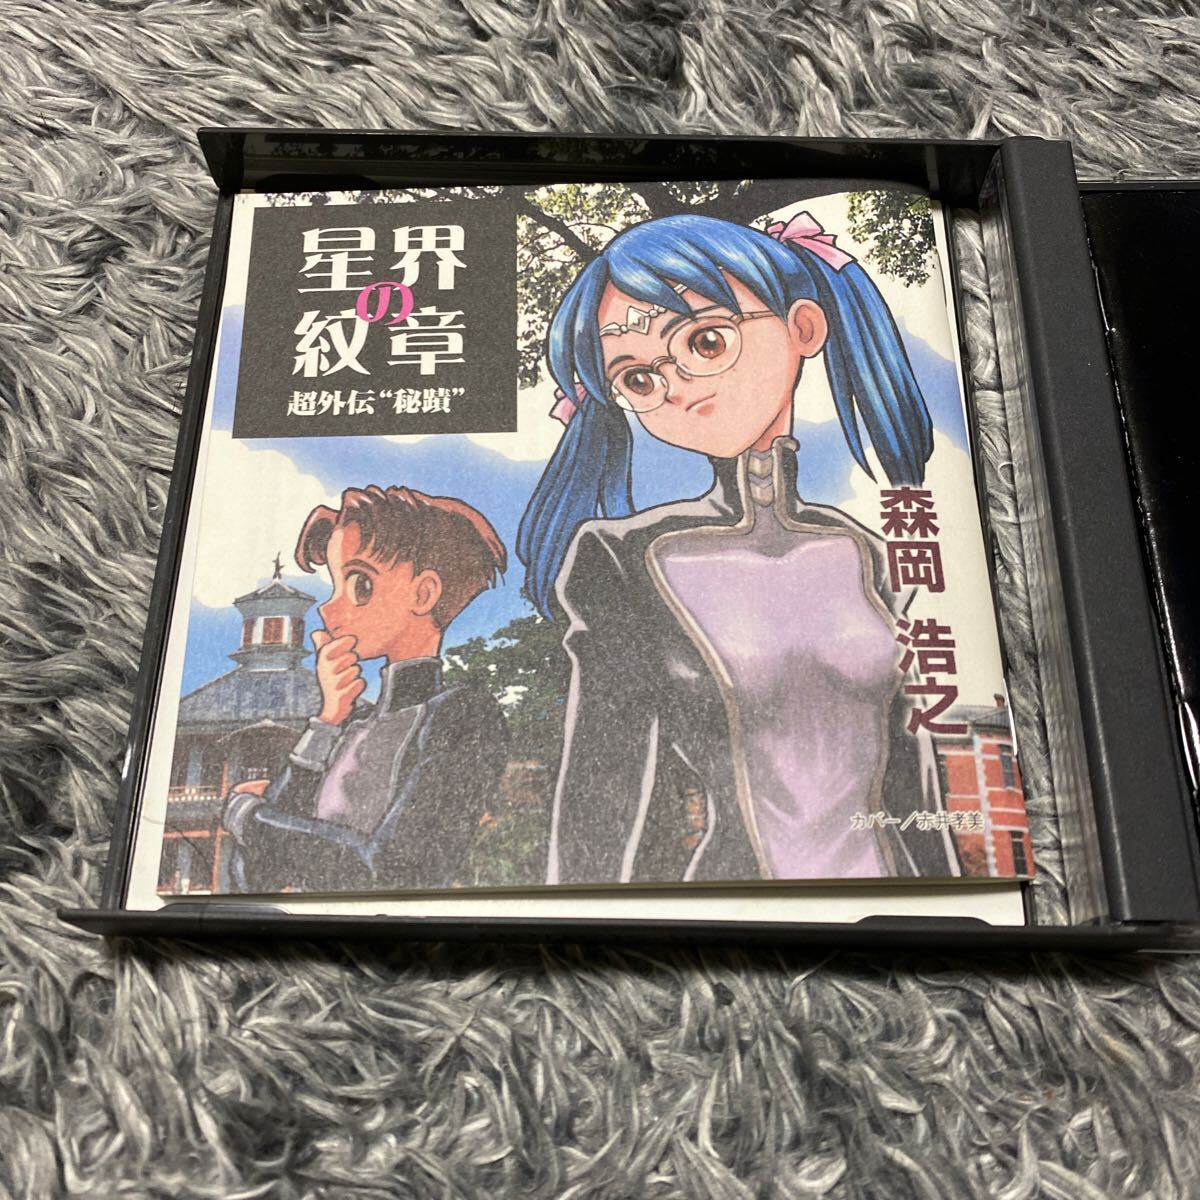 星界
の
紋章
超外伝“秘蹟”
森岡 浩之
カバー／赤井孝美